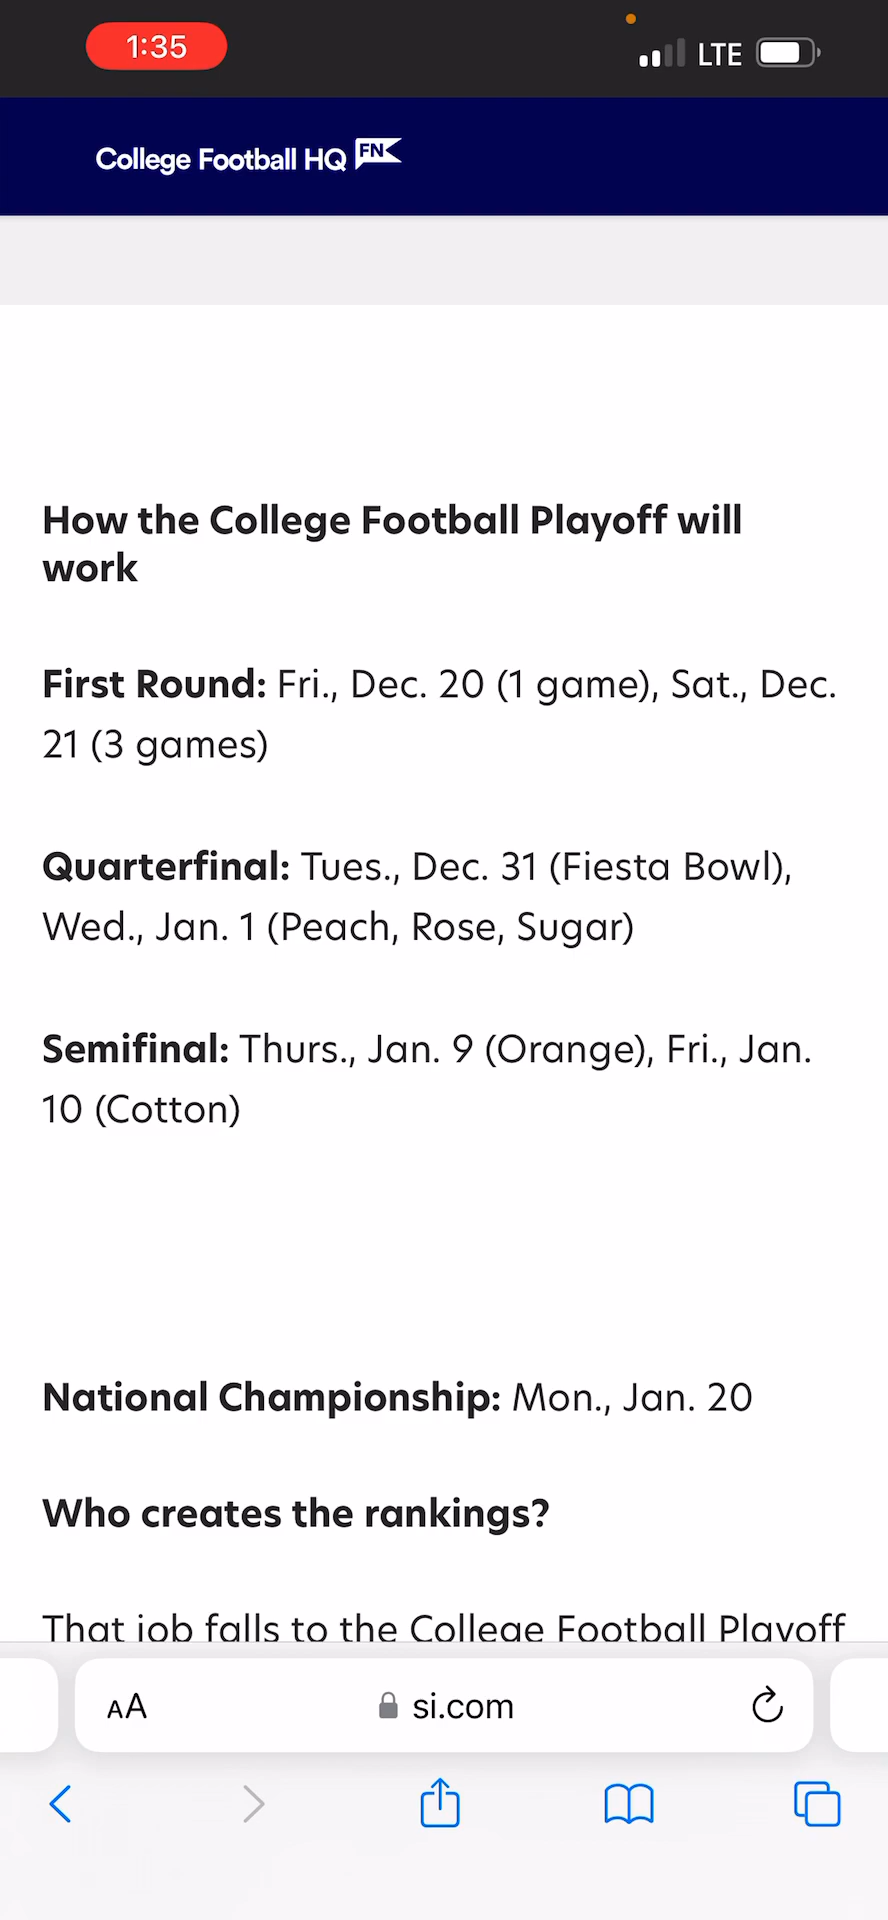 1:35
LTE
College Football HQ FN
How the College Football Playoff will
work
First Round: Fri., Dec. 20 (1 game), Sat., Dec.
21 (3 games)
Quarterfinal: Tues., Dec. 31 (Fiesta Bowl),
Wed., Jan. 1 (Peach, Rose, Sugar)
Semifinal: Thurs., Jan. 9 (Orange), Fri., Jan.
10 (Cotton)
National Championship: Mon., Jan. 20
Who creates the rankings?
That job falls to the College Football Playoff
AA
si.com